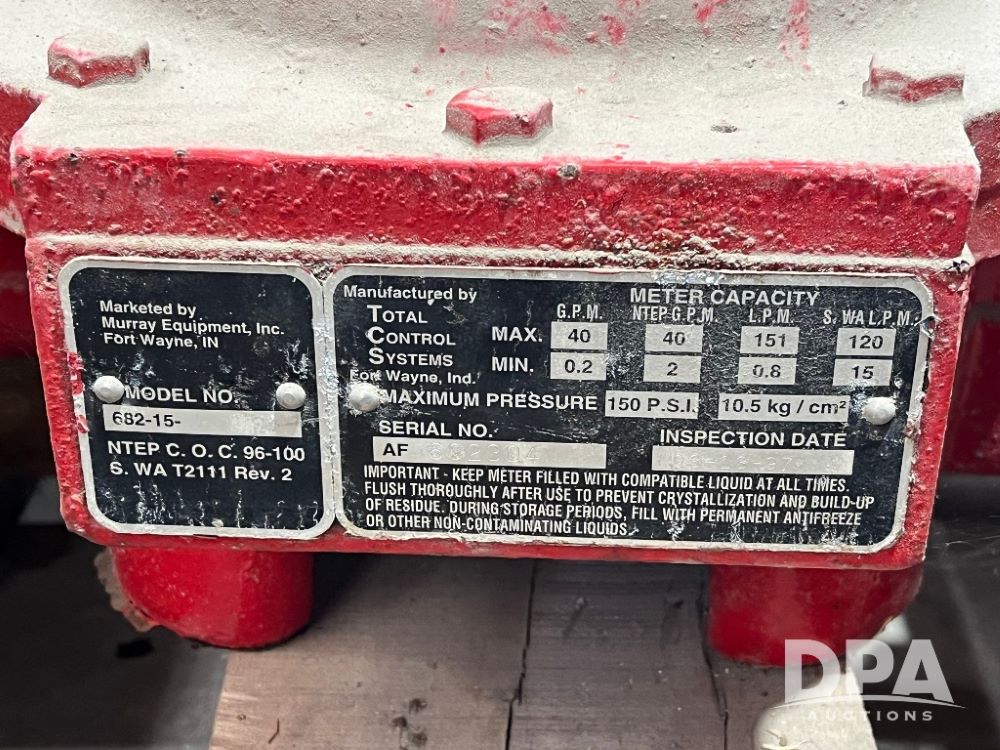 Marketed by
Murray Equipment, Inc.
Fort Wayne, IN
MODEL NO.
682-15-
NTEP C. O. C. 96-100
S. WA T2111 Rev. 2
Manufactured by
TOTAL
CONTROL
SYSTEMS
Fort Wayne, Ind.
METER CAPACITY
G.P.M. NTEP G.P.M. L.P.M. S. WA L.P.M.
MAX. 40 40 151 120
MIN. 0.2 2 0.8 15
MAXIMUM PRESSURE 150 P.S.I. 10.5 kg / cm²
SERIAL NO. INSPECTION DATE
AF
IMPORTANT - KEEP METER FILLED WITH COMPATIBLE LIQUID AT ALL TIMES.
FLUSH THOROUGHLY AFTER USE TO PREVENT CRYSTALLIZATION AND BUILD-UP
OF RESIDUE. DURING STORAGE PERIODS, FILL WITH PERMANENT ANTIFREEZE
OR OTHER NON-CONTAMINATING LIQUIDS.
DPA
AUCTIONS